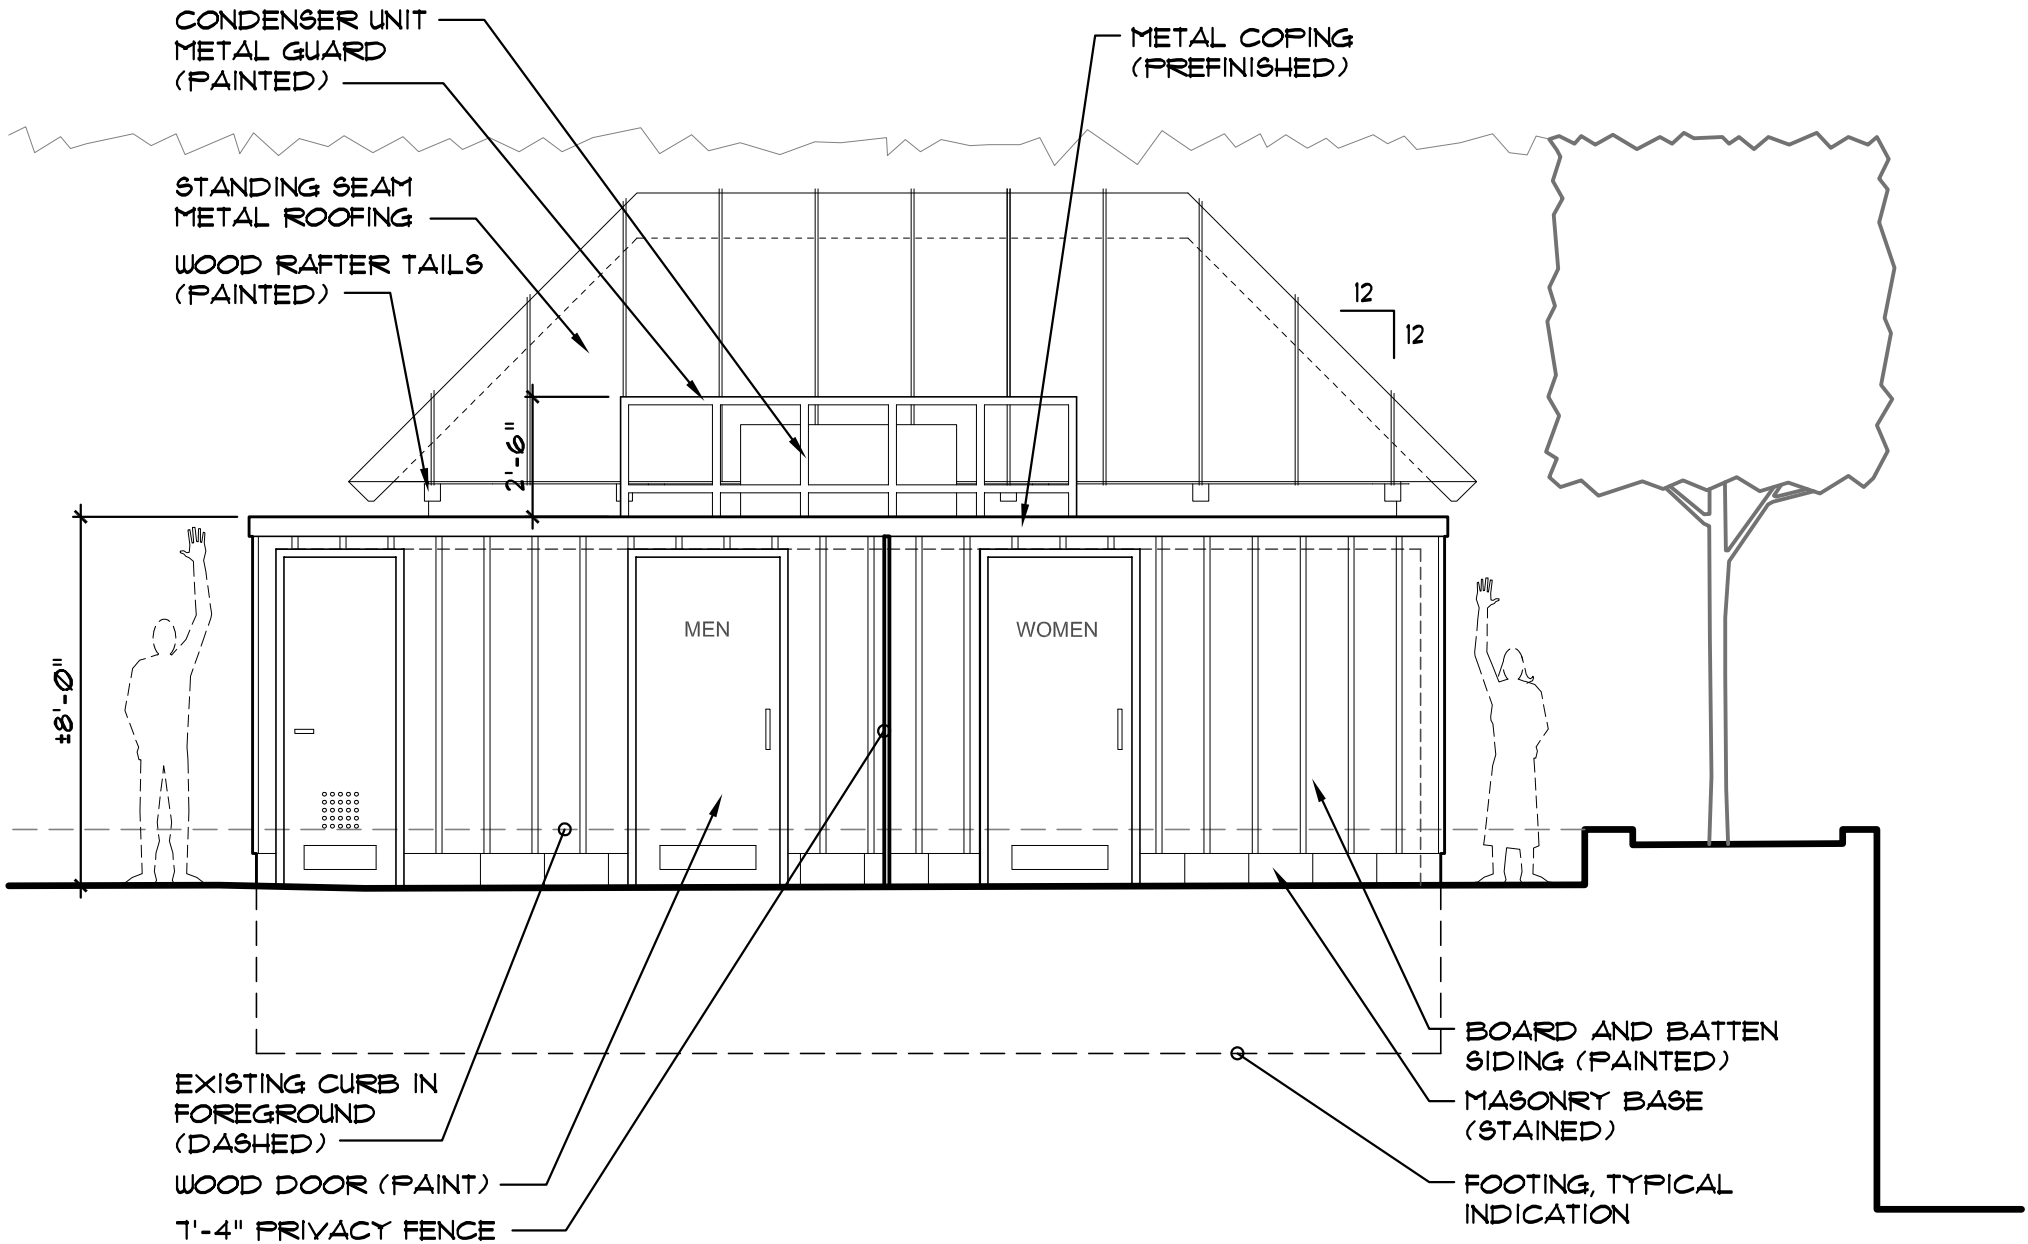 CONDENSER UNIT
METAL GUARD
(PAINTED)
METAL COPING
(PREFINISHED)
STANDING SEAM
METAL ROOFING
WOOD RAFTER TAILS
(PAINTED)
12
12
2'-6"
±8'-0"
MEN
WOMEN
EXISTING CURB IN
FOREGROUND
(DASHED)
WOOD DOOR (PAINT)
7'-4" PRIVACY FENCE
BOARD AND BATTEN
SIDING (PAINTED)
MASONRY BASE
(STAINED)
FOOTING, TYPICAL
INDICATION